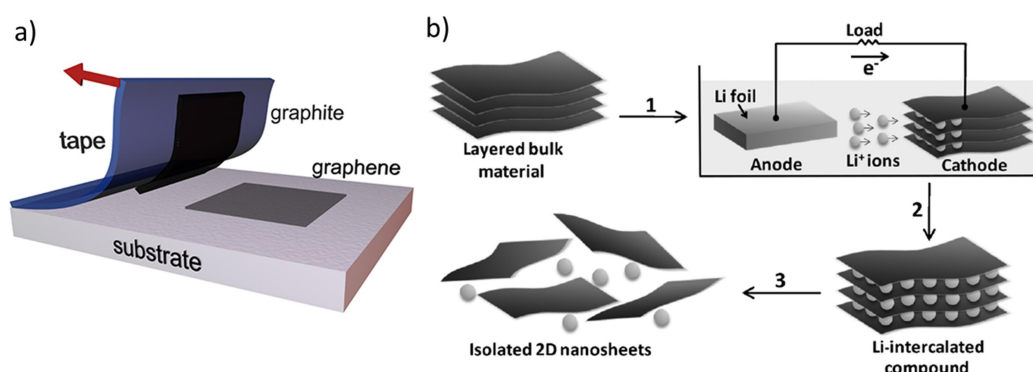 a)
tape
graphite
graphene
substrate
b)
Layered bulk
material
1
Load
e⁻
Li foil
Anode
Li⁺ ions
Cathode
2
Li-intercalated
compound
3
Isolated 2D nanosheets